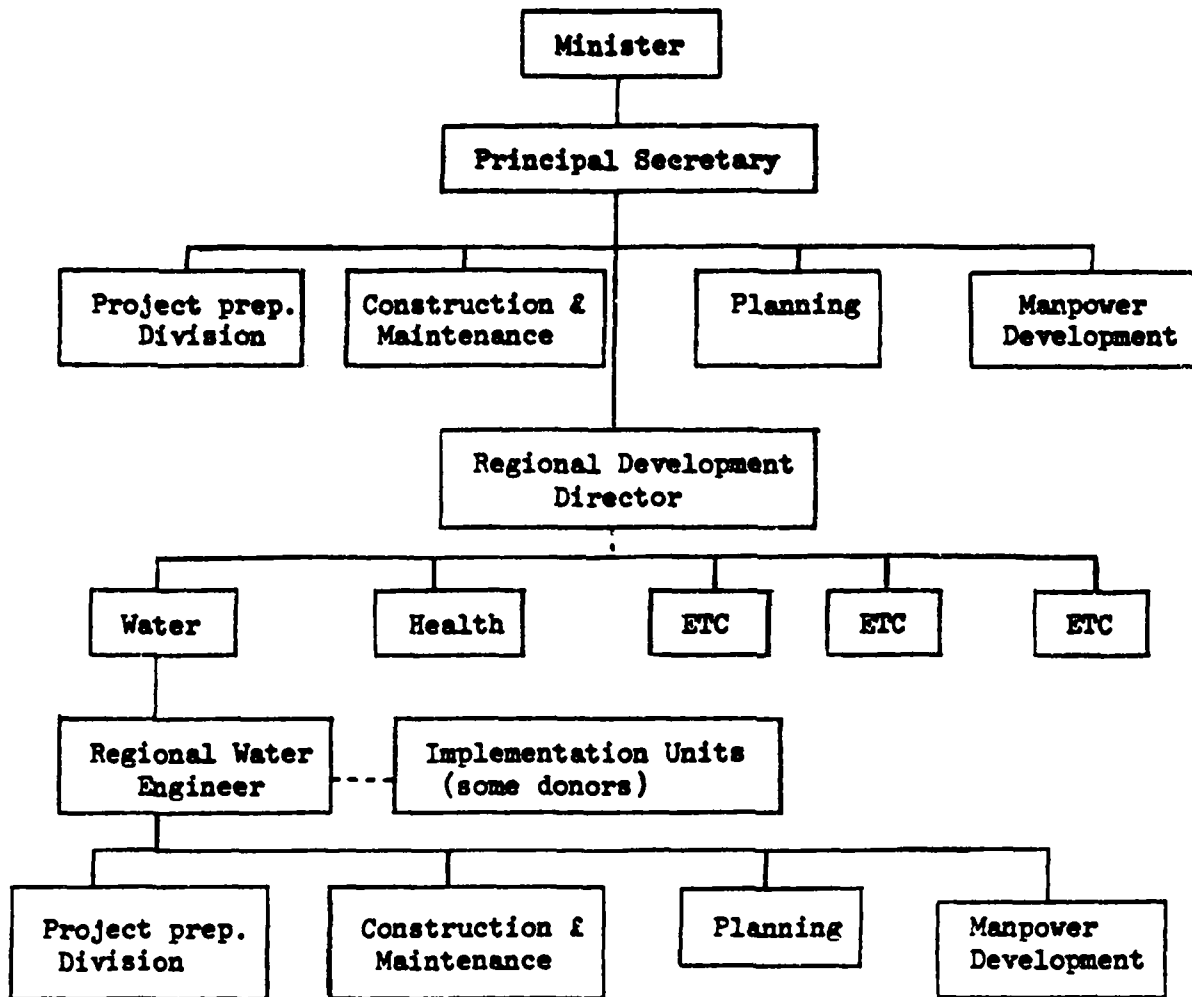 Minister
Principal Secretary
Project prep.
Division
Construction &
Maintenance
Planning
Manpower
Development
Regional Development
Director
Water
Health
ETC
ETC
ETC
Regional Water
Engineer
Implementation Units
(some donors)
Project prep.
Division
Construction &
Maintenance
Planning
Manpower
Development